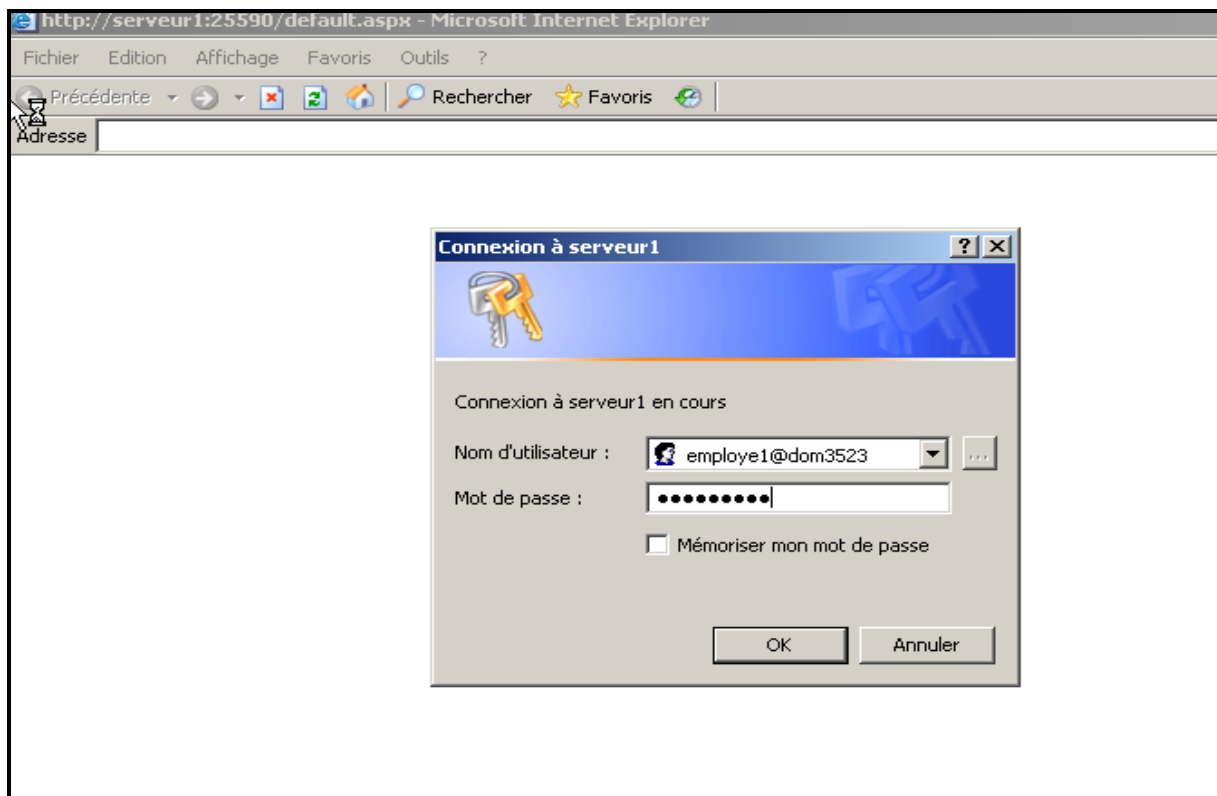 http://serveur1:25590/default.aspx - Microsoft Internet Explorer
Fichier Edition Affichage Favoris Outils ?
Précédente Rechercher Favoris
Adresse
Connexion à serveur1
Connexion à serveur1 en cours
Nom d'utilisateur : employe1@dom3523 ...
Mot de passe : •••••••••
Mémoriser mon mot de passe
OK Annuler